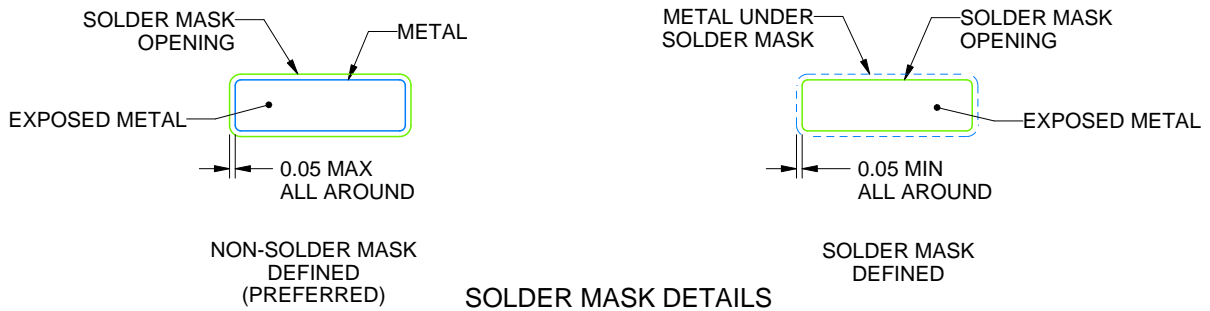 SOLDER MASK
OPENING
METAL
EXPOSED METAL
0.05 MAX
ALL AROUND
NON-SOLDER MASK
DEFINED
(PREFERRED)
METAL UNDER
SOLDER MASK
SOLDER MASK
OPENING
EXPOSED METAL
0.05 MIN
ALL AROUND
SOLDER MASK
DEFINED
SOLDER MASK DETAILS